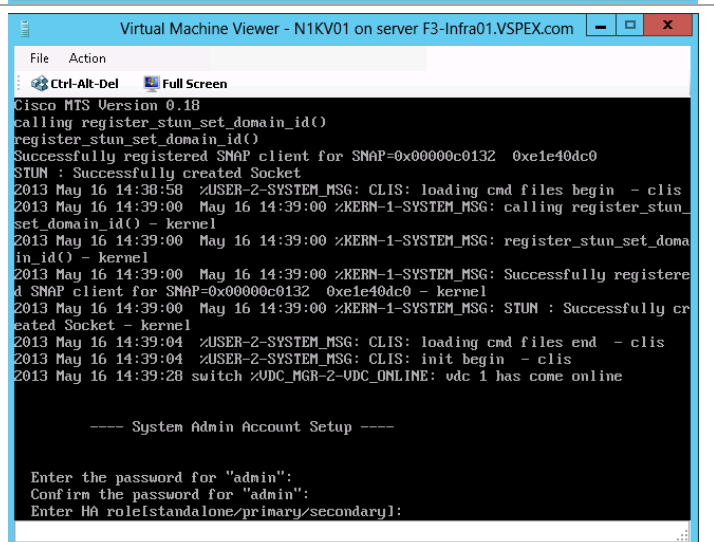 Virtual Machine Viewer - N1KV01 on server F3-Infra01.VSPEX.com
File Action
Ctrl-Alt-Del Full Screen
Cisco MTS Version 0.18
calling register_stun_set_domain_id()
register_stun_set_domain_id()
Successfully registered SNAP client for SNAP=0x00000c0132 0xe1e40dc0
STUN : Successfully created Socket
2013 May 16 14:38:58 %USER-2-SYSTEM_MSG: CLIS: loading cmd files begin - clis
2013 May 16 14:39:00 May 16 14:39:00 %KERN-1-SYSTEM_MSG: calling register_stun_
set_domain_id() - kernel
2013 May 16 14:39:00 May 16 14:39:00 %KERN-1-SYSTEM_MSG: register_stun_set_doma
in_id() - kernel
2013 May 16 14:39:00 May 16 14:39:00 %KERN-1-SYSTEM_MSG: Successfully registere
d SNAP client for SNAP=0x00000c0132 0xe1e40dc0 - kernel
2013 May 16 14:39:00 May 16 14:39:00 %KERN-1-SYSTEM_MSG: STUN : Successfully cr
eated Socket - kernel
2013 May 16 14:39:04 %USER-2-SYSTEM_MSG: CLIS: loading cmd files end - clis
2013 May 16 14:39:04 %USER-2-SYSTEM_MSG: CLIS: init begin - clis
2013 May 16 14:39:28 switch %VDC_MGR-2-VDC_ONLINE: vdc 1 has come online
---- System Admin Account Setup ----
Enter the password for "admin":
Confirm the password for "admin":
Enter HA role[standalone/primary/secondary]: